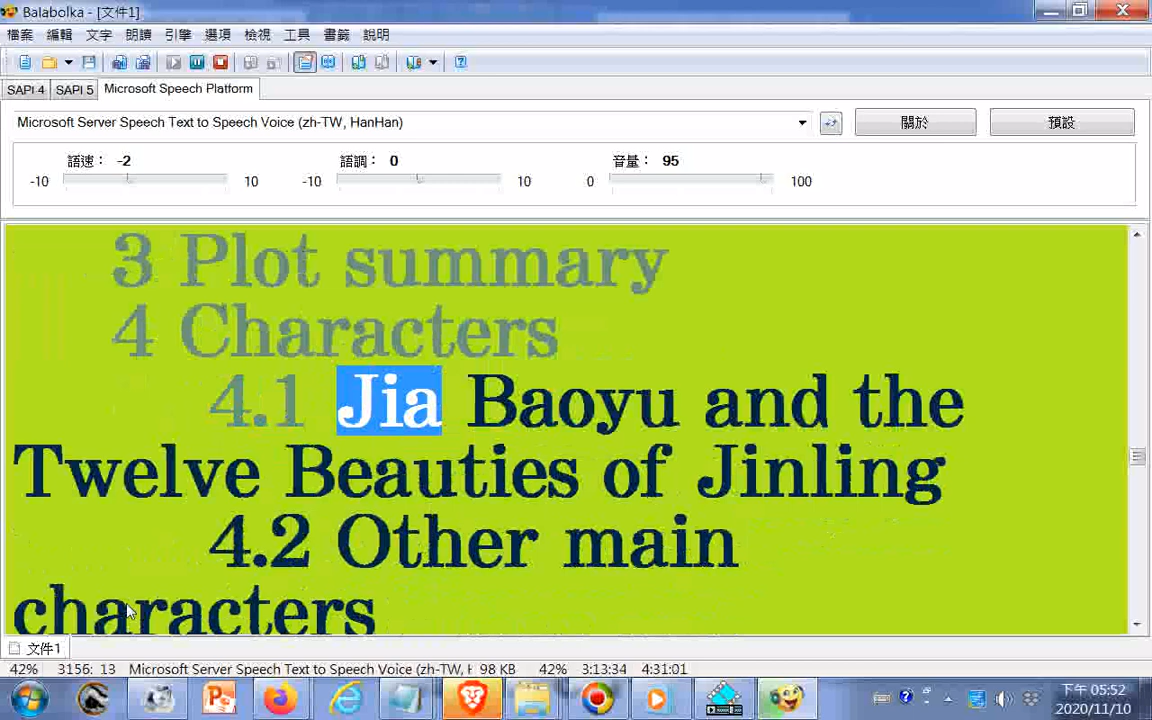 Balabolka - [文件1]
檔案 編輯 文字 朗讀 引擎 選項 檢視 工具 書籤 說明
SAPI 4 SAPI 5 Microsoft Speech Platform
Microsoft Server Speech Text to Speech Voice (zh-TW, HanHan) 關於 預設
語速： -2 語調： 0 音量： 95
-10 10 -10 10 0 100
3 Plot summary
4 Characters
4.1 Jia Baoyu and the
Twelve Beauties of Jinling
4.2 Other main
characters
文件1
42% 3156: 13 Microsoft Server Speech Text to Speech Voice (zh-TW, H 98 KB 42% 3:13:34 4:31:01
下午 05:52
2020/11/10